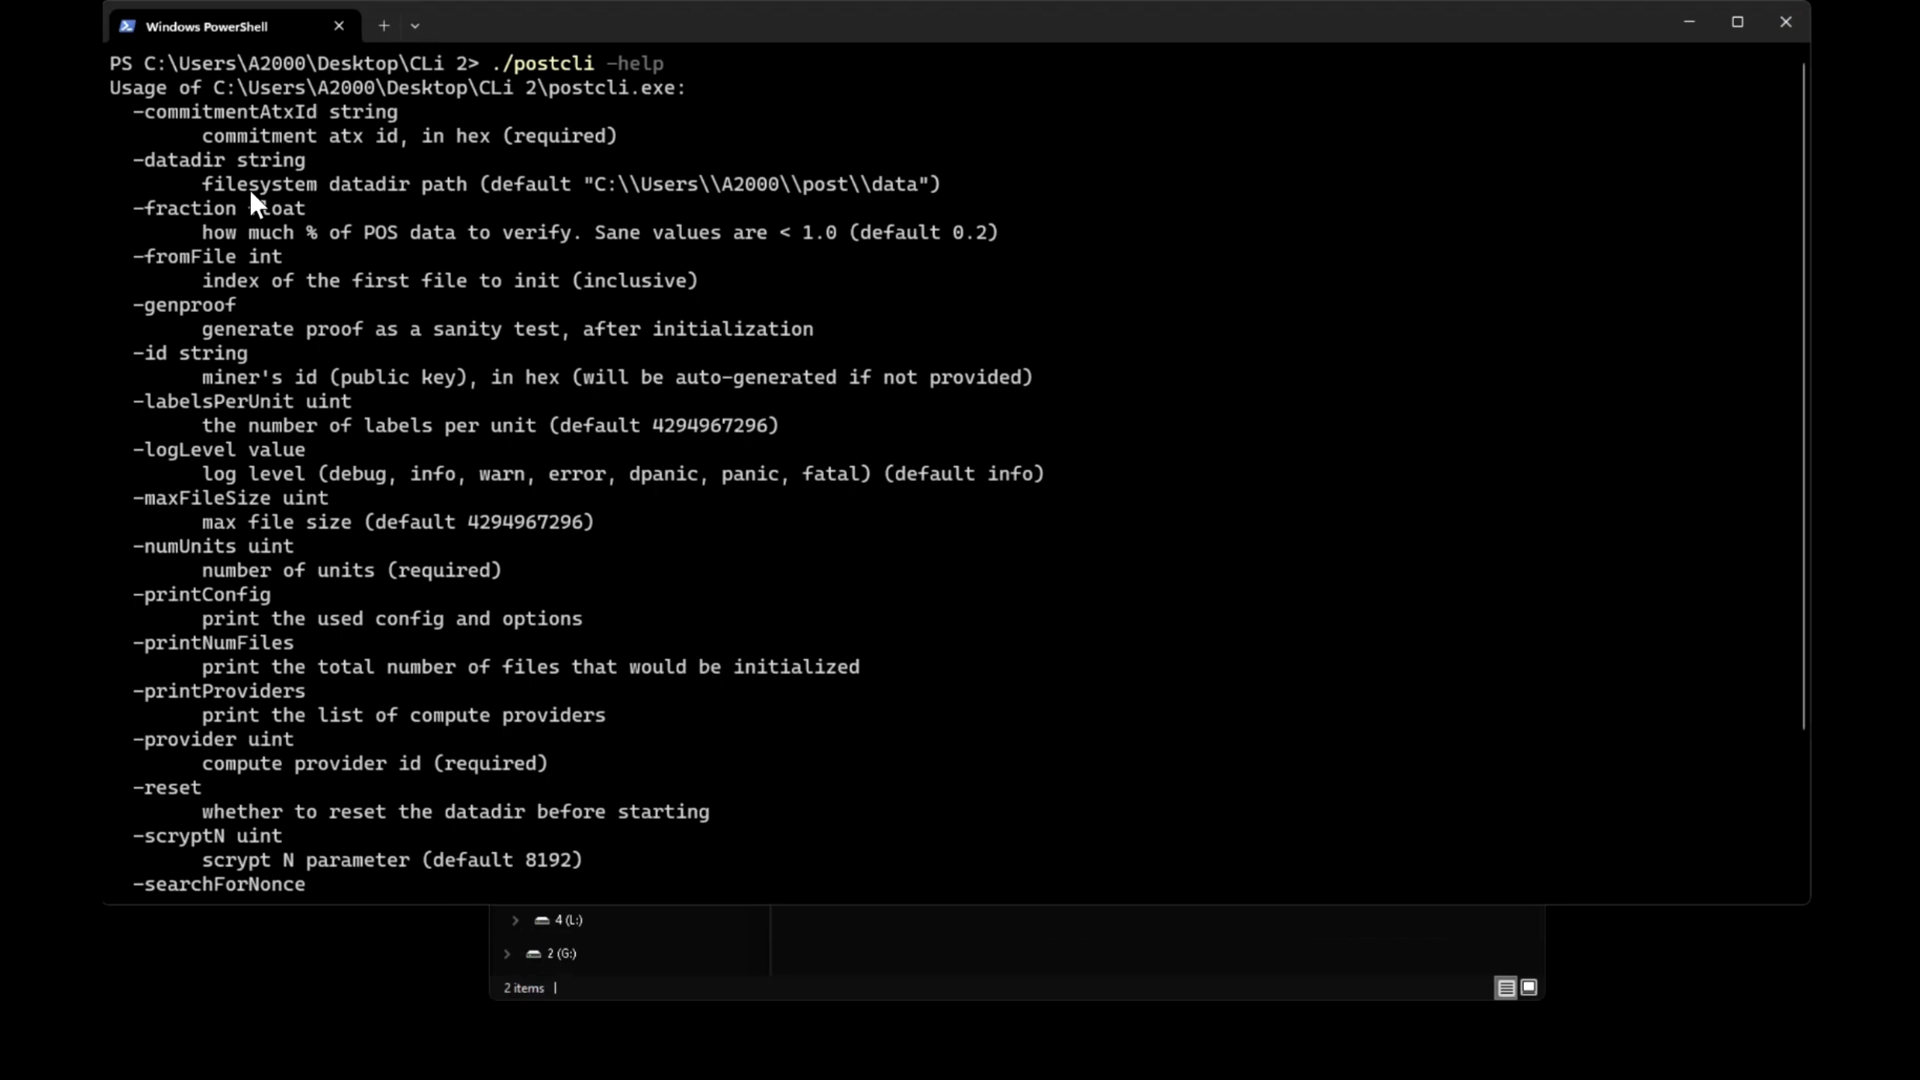 Windows PowerShell
PS C:\Users\A2000\Desktop\CLi 2> ./postcli -help
Usage of C:\Users\A2000\Desktop\CLi 2\postcli.exe:
-commitmentAtxId string
commitment atx id, in hex (required)
-datadir string
filesystem datadir path (default "C:\\Users\\A2000\\post\\data")
-fraction float
how much % of POS data to verify. Sane values are < 1.0 (default 0.2)
-fromFile int
index of the first file to init (inclusive)
-genproof
generate proof as a sanity test, after initialization
-id string
miner's id (public key), in hex (will be auto-generated if not provided)
-labelsPerUnit uint
the number of labels per unit (default 4294967296)
-logLevel value
log level (debug, info, warn, error, dpanic, panic, fatal) (default info)
-maxFileSize uint
max file size (default 4294967296)
-numUnits uint
number of units (required)
-printConfig
print the used config and options
-printNumFiles
print the total number of files that would be initialized
-printProviders
print the list of compute providers
-provider uint
compute provider id (required)
-reset
whether to reset the datadir before starting
-scryptN uint
scrypt N parameter (default 8192)
-searchForNonce
4 (L:)
2 (G:)
2 items